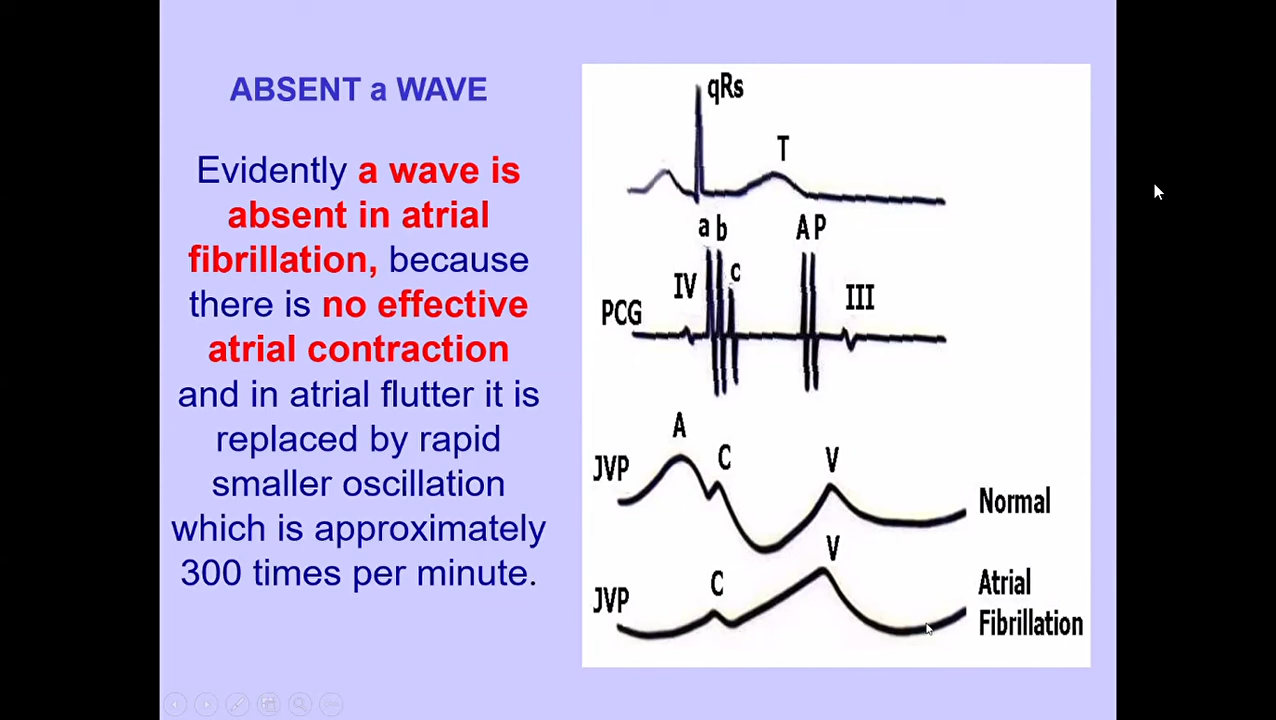 ABSENT a WAVE
Evidently a wave is
absent in atrial
fibrillation, because
there is no effective
atrial contraction
and in atrial flutter it is
replaced by rapid
smaller oscillation
which is approximately
300 times per minute.
qRs
T
a b A P
c
IV
III
PCG
A
C
V
JVP
Normal
V
C
Atrial
JVP
Fibrillation